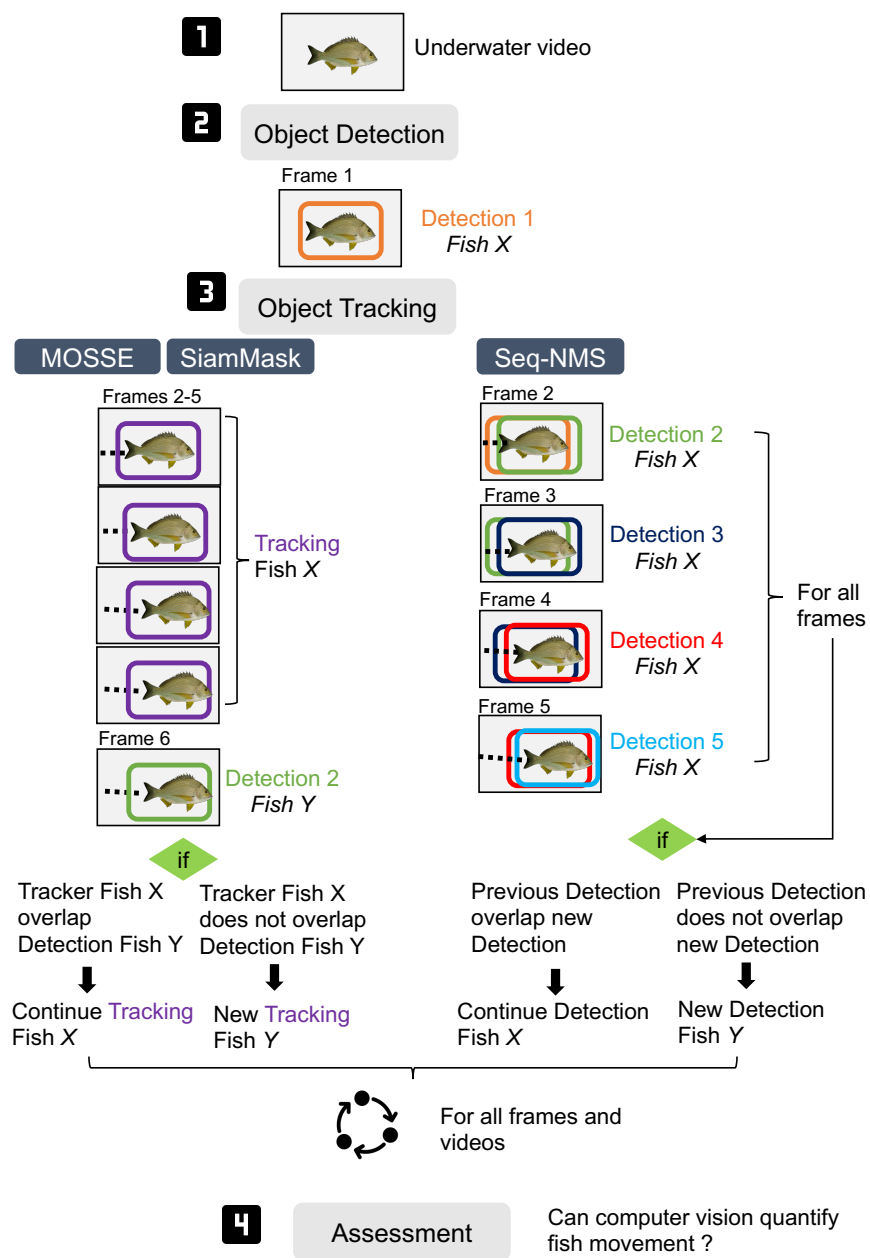 1
Underwater video
2
Object Detection
Frame 1
Detection 1
Fish X
3
Object Tracking
MOSSE
SiamMask
Frames 2-5
Tracking
Fish X
Frame 6
Detection 2
Fish Y
if
Tracker Fish X
overlap
Detection Fish Y
Tracker Fish X
does not overlap
Detection Fish Y
Continue Tracking
Fish X
New Tracking
Fish Y
Seq-NMS
Frame 2
Detection 2
Fish X
Frame 3
Detection 3
Fish X
Frame 4
Detection 4
Fish X
Frame 5
Detection 5
Fish X
For all
frames
if
Previous Detection
overlap new
Detection
Previous Detection
does not overlap
new Detection
Continue Detection
Fish X
New Detection
Fish Y
For all frames and
videos
4
Assessment
Can computer vision quantify
fish movement ?